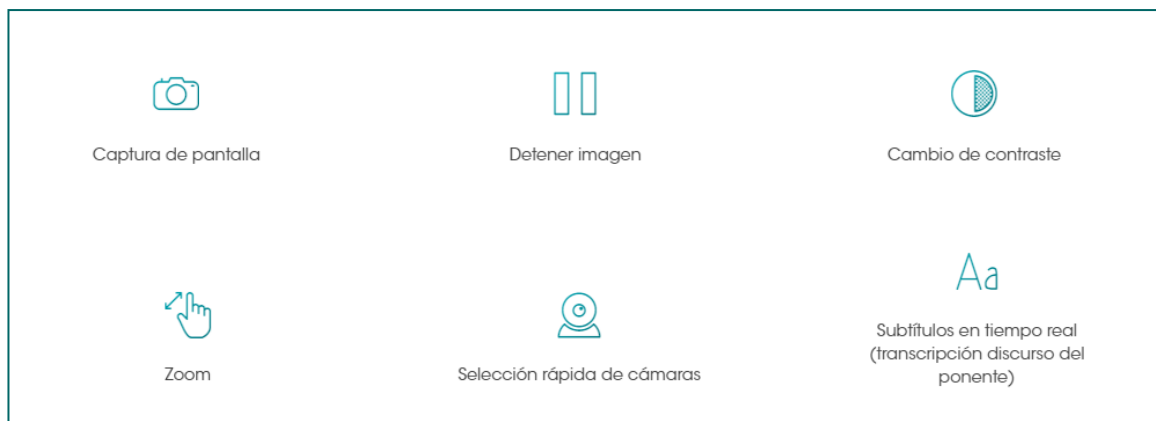 Captura de pantalla
Detener imagen
Cambio de contraste
Aa
Zoom
Selección rápida de cámaras
Subtítulos en tiempo real
(transcripción discurso del
ponente)